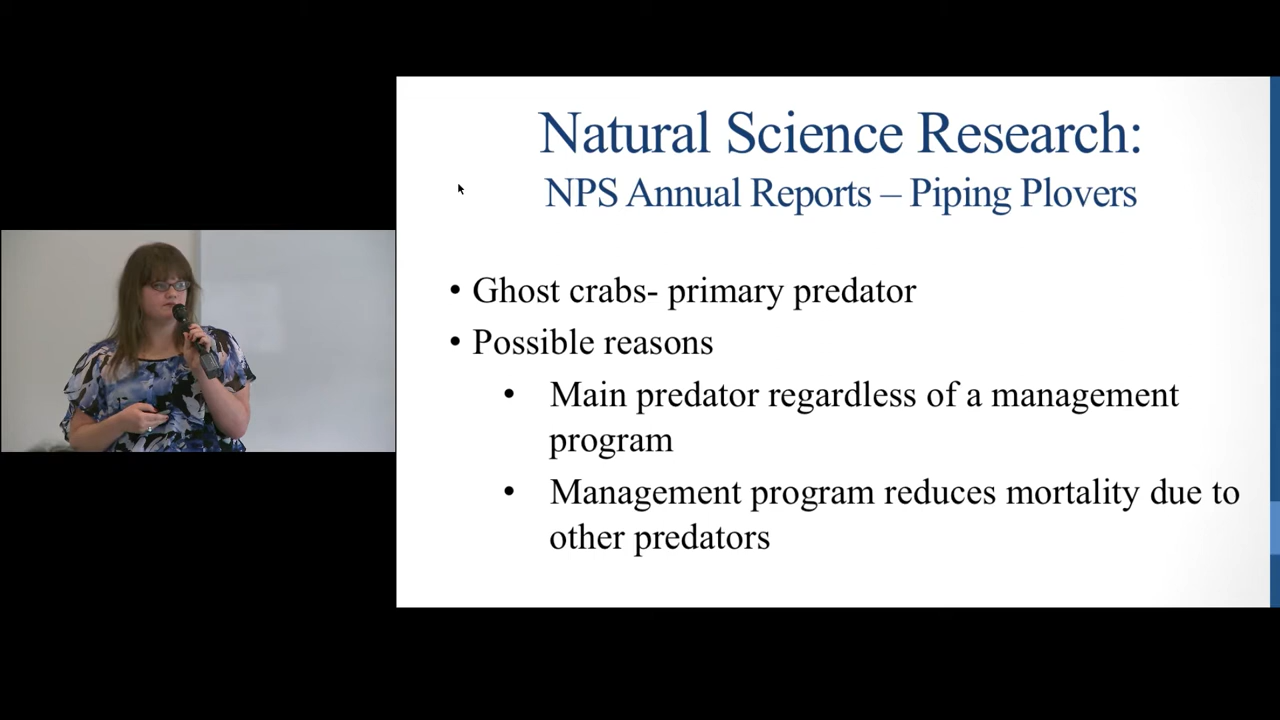 Natural Science Research:
NPS Annual Reports – Piping Plovers
• Ghost crabs- primary predator
• Possible reasons
• Main predator regardless of a management
program
• Management program reduces mortality due to
other predators